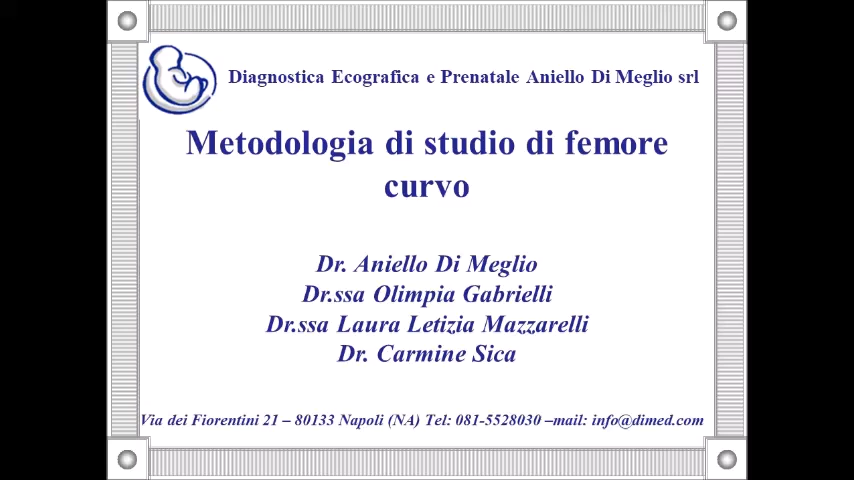 Diagnostica Ecografica e Prenatale Aniello Di Meglio srl
Metodologia di studio di femore
curvo
Dr. Aniello Di Meglio
Dr.ssa Olimpia Gabrielli
Dr.ssa Laura Letizia Mazzarelli
Dr. Carmine Sica
Via dei Fiorentini 21 – 80133 Napoli (NA) Tel: 081-5528030 –mail: info@dimed.com